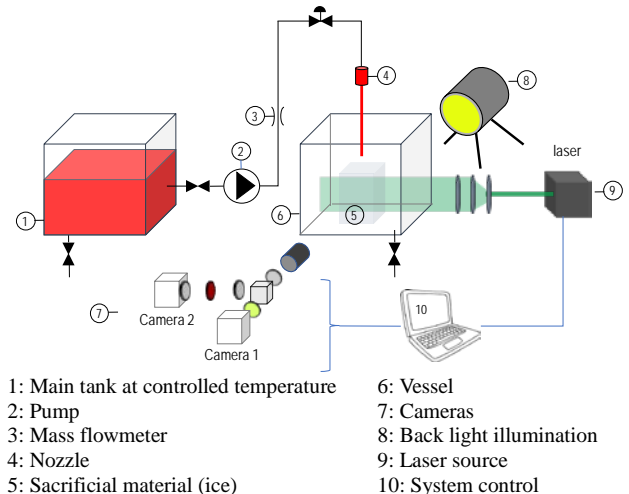 4
8
3
2
laser
1
6
5
9
7
Camera 2
Camera 1
10
1: Main tank at controlled temperature
2: Pump
3: Mass flowmeter
4: Nozzle
5: Sacrificial material (ice)
6: Vessel
7: Cameras
8: Back light illumination
9: Laser source
10: System control